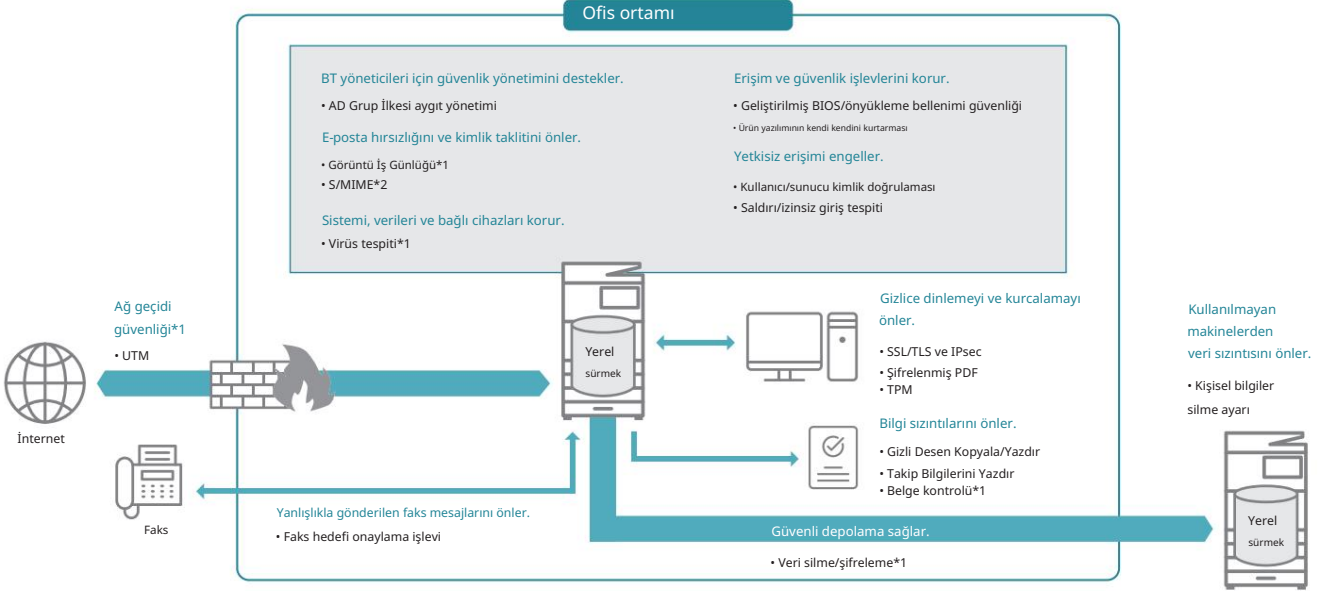 Ofis ortamı
BT yöneticileri için güvenlik yönetimini destekler.
• AD Grup İlkesi aygıt yönetimi
E-posta hırsızlığını ve kimlik taklitini önler.
• Görüntü İş Günlüğü*1
• S/MIME*2
Sistemi, verileri ve bağlı cihazları korur.
• Virüs tespiti*1
Erişim ve güvenlik işlevlerini korur.
• Geliştirilmiş BIOS/önyükleme bellenimi güvenliği
• Ürün yazılımının kendi kendini kurtarması
Yetkisiz erişimi engeller.
• Kullanıcı/sunucu kimlik doğrulaması
• Saldırı/izinsiz giriş tespiti
Ağ geçidi
güvenliği*1
• UTM
İnternet
Faks
Yerel
sürmek
Yanlışlıkla gönderilen faks mesajlarını önler.
• Faks hedefi onaylama işlevi
Gizlice dinlemeyi ve kurcalamayı
önler.
• SSL/TLS ve IPsec
• Şifrelenmiş PDF
• TPM
Bilgi sızıntılarını önler.
• Gizli Desen Kopyala/Yazdır
• Takip Bilgilerini Yazdır
• Belge kontrolü*1
Güvenli depolama sağlar.
• Veri silme/şifreleme*1
Kullanılmayan
makinelerden
veri sızıntısını önler.
• Kişisel bilgiler
silme ayarı
Yerel
sürmek